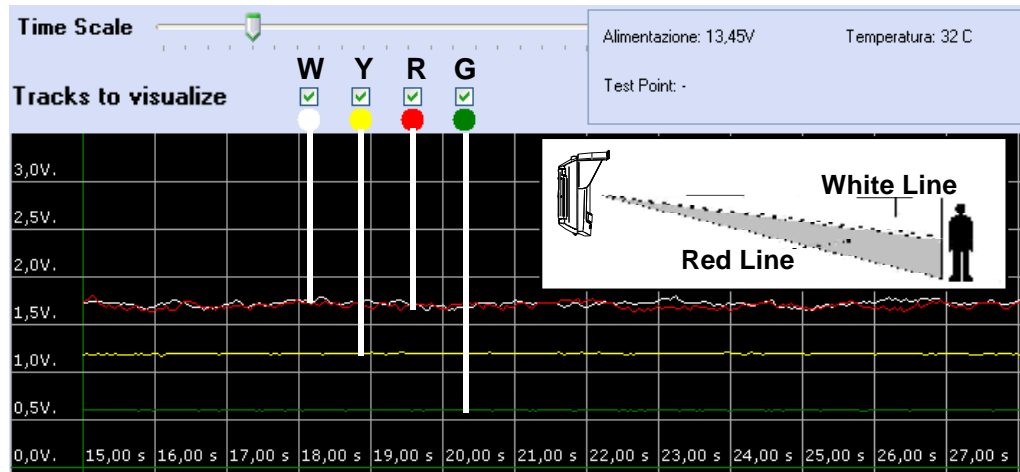 Time Scale
Alimentazione: 13,45V Temperatura: 32 C
Test Point: -
W Y R G
Tracks to visualize
3,0V.
2,5V.
2,0V.
1,5V.
1,0V.
0,5V.
0,0V. 15,00 s 16,00 s 17,00 s 18,00 s 19,00 s 20,00 s 21,00 s 22,00 s 23,00 s 24,00 s 25,00 s 26,00 s 27,00 s
White Line
Red Line